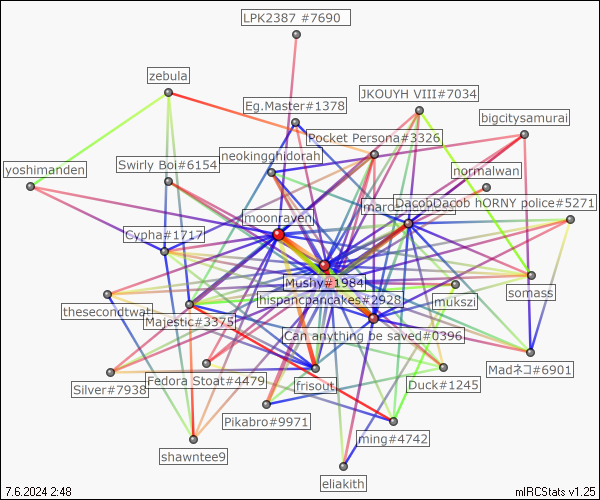 LPK2387 #7690
zebula
JKOUYH VIII#7034
Eg.Master#1378
bigcitysamurai
Pocket Persona#3326
neokingghidorah
Swirly Boi#6154
yoshimanden
normalwan
DacobDacob hORNY police#5271
moonraven
Cypha#1717
Mushy#1984
hispancpancakes#2928
mukszi
somass
thesecondtwat
Majestic#3375
Can anything be saved#0396
Madネコ#6901
Fedora Stoat#4479
frisout
Duck#1245
Silver#7938
Pikabro#9971
ming#4742
shawntee9
eliakith
7.6.2024 2:48
mIRCStats v1.25